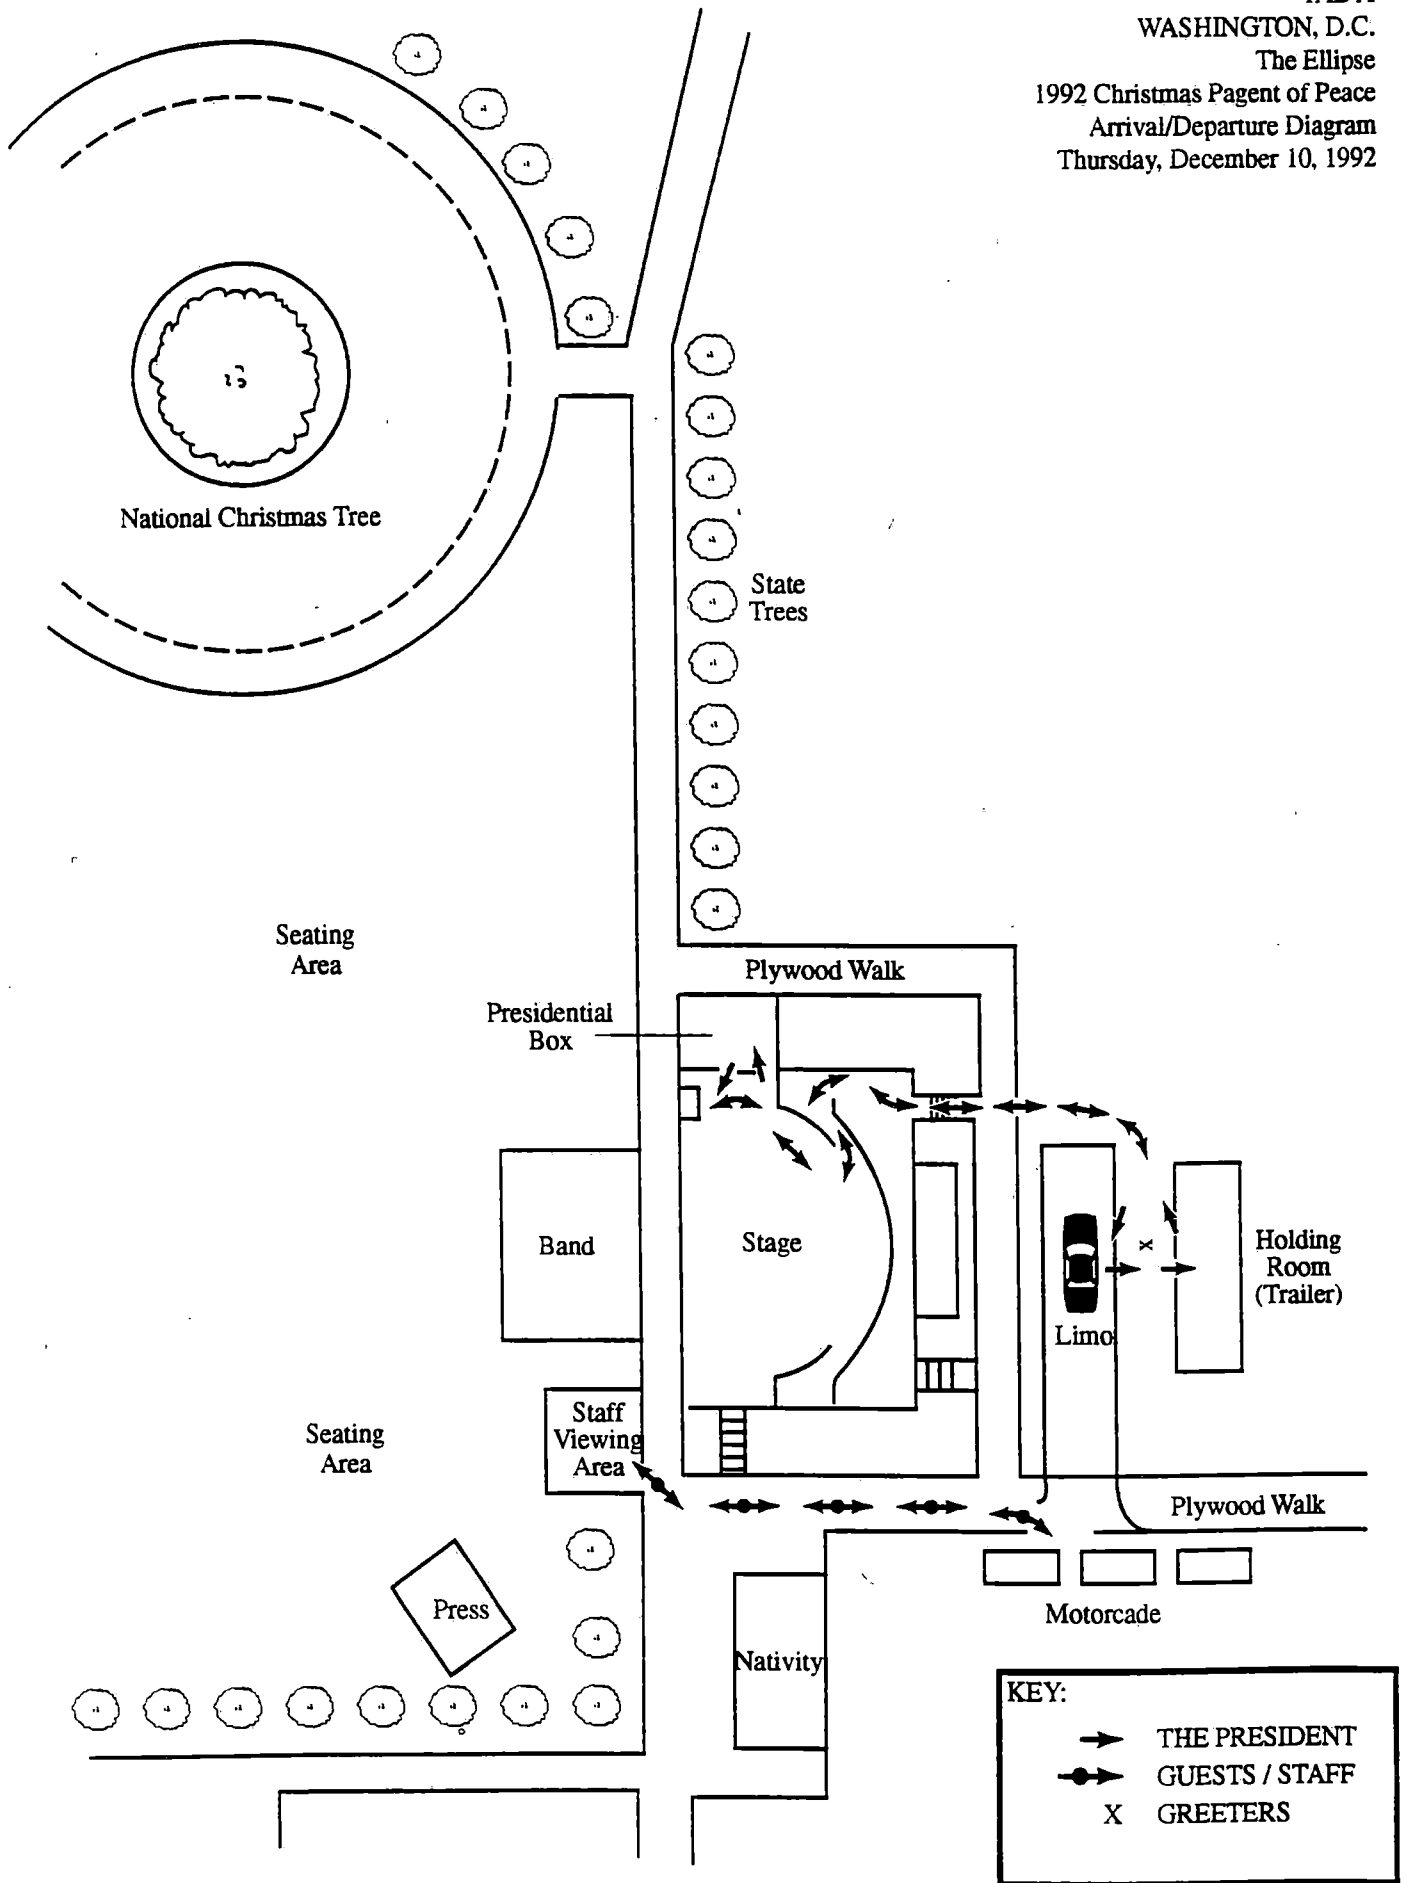 WASHINGTON, D.C.
The Ellipse
1992 Christmas Pagent of Peace
Arrival/Departure Diagram
Thursday, December 10, 1992
National Christmas Tree
State
Trees
Seating
Area
Plywood Walk
Presidential
Box
Band
Stage
Holding
Room
(Trailer)
X
Limo
Staff
Viewing
Area
Seating
Area
Plywood Walk
Press
Motorcade
Nativity
KEY:
THE PRESIDENT
GUESTS / STAFF
X GREETERS